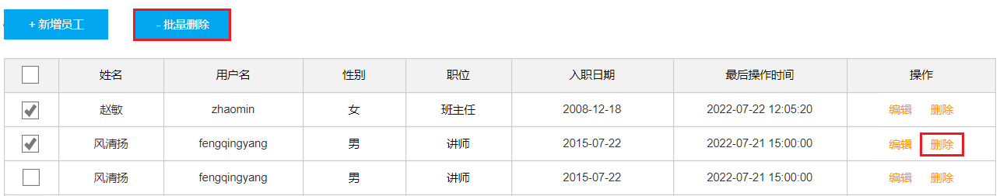 + 新增员工 - 批量删除
姓名 用户名 性别 职位 入职日期 最后操作时间 操作
赵敏 zhaomin 女 班主任 2008-12-18 2022-07-22 12:05:20 编辑 删除
风清扬 fengqingyang 男 讲师 2015-07-22 2022-07-21 15:00:00 编辑 删除
风清扬 fengqingyang 男 讲师 2015-07-22 2022-07-21 15:00:00 编辑 删除